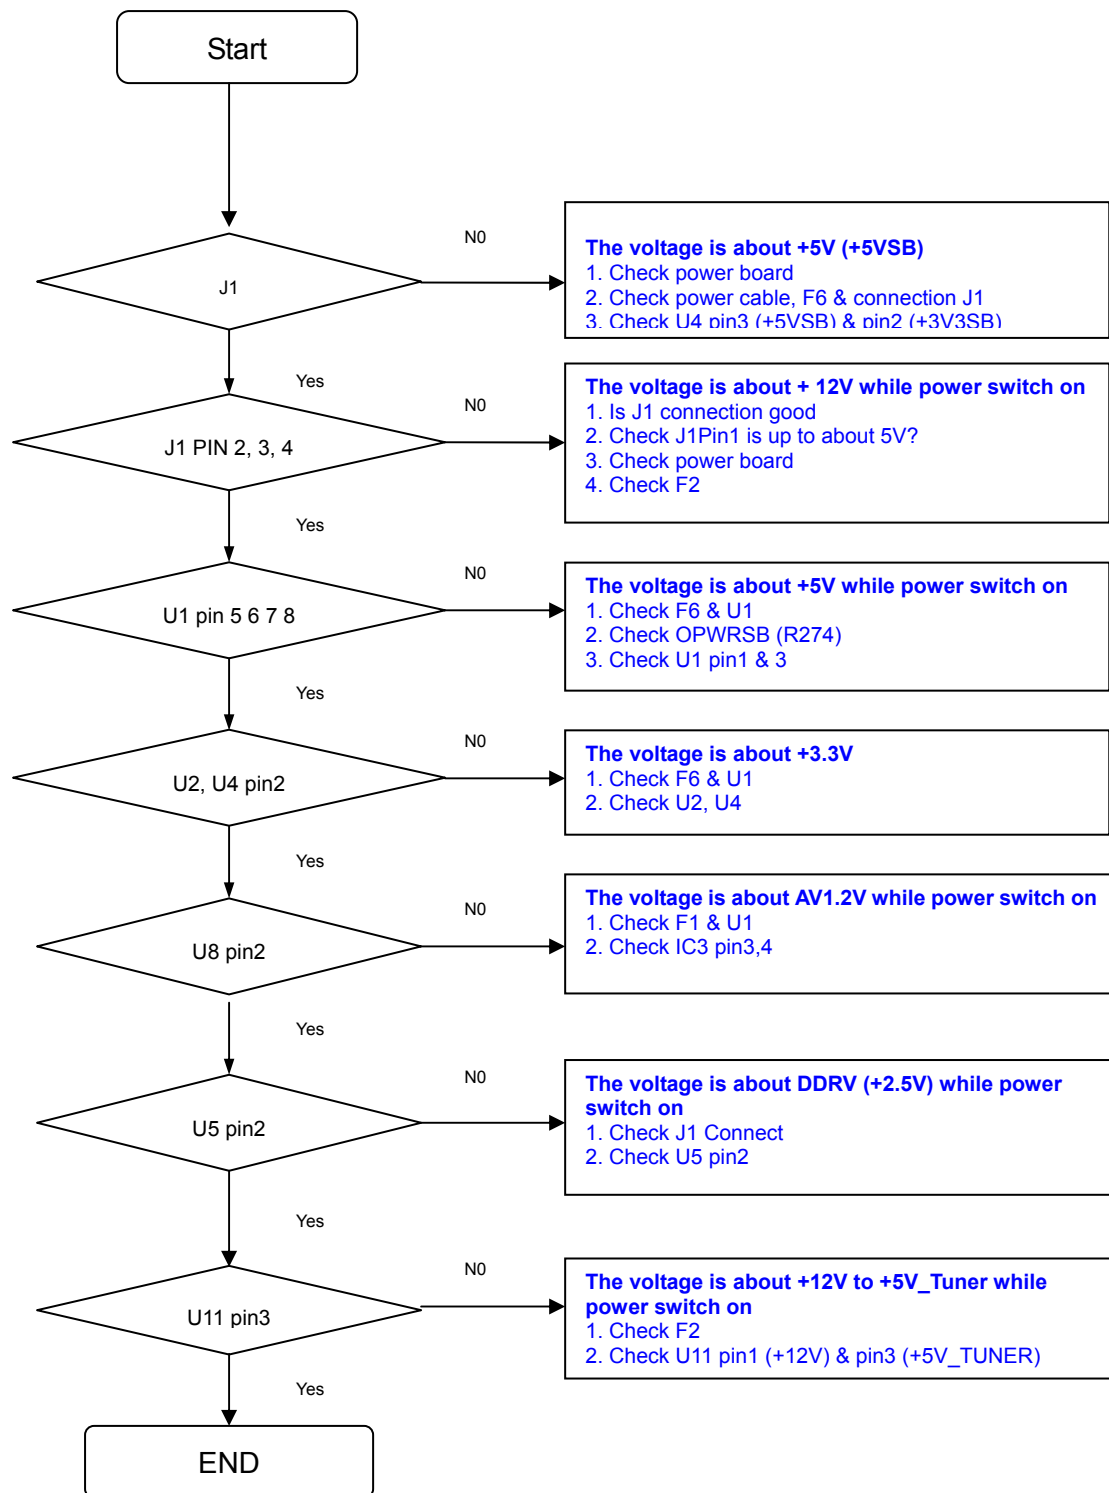 Start
J1
N0
The voltage is about +5V (+5VSB)
1. Check power board
2. Check power cable, F6 & connection J1
3. Check U4 pin3 (+5VSB) & pin2 (+3V3SB)
Yes
J1 PIN 2, 3, 4
N0
The voltage is about + 12V while power switch on
1. Is J1 connection good
2. Check J1Pin1 is up to about 5V?
3. Check power board
4. Check F2
Yes
U1 pin 5 6 7 8
N0
The voltage is about +5V while power switch on
1. Check F6 & U1
2. Check OPWRSB (R274)
3. Check U1 pin1 & 3
Yes
U2, U4 pin2
N0
The voltage is about +3.3V
1. Check F6 & U1
2. Check U2, U4
Yes
U8 pin2
N0
The voltage is about AV1.2V while power switch on
1. Check F1 & U1
2. Check IC3 pin3,4
Yes
U5 pin2
N0
The voltage is about DDRV (+2.5V) while power
switch on
1. Check J1 Connect
2. Check U5 pin2
Yes
U11 pin3
N0
The voltage is about +12V to +5V_Tuner while
power switch on
1. Check F2
2. Check U11 pin1 (+12V) & pin3 (+5V_TUNER)
Yes
END